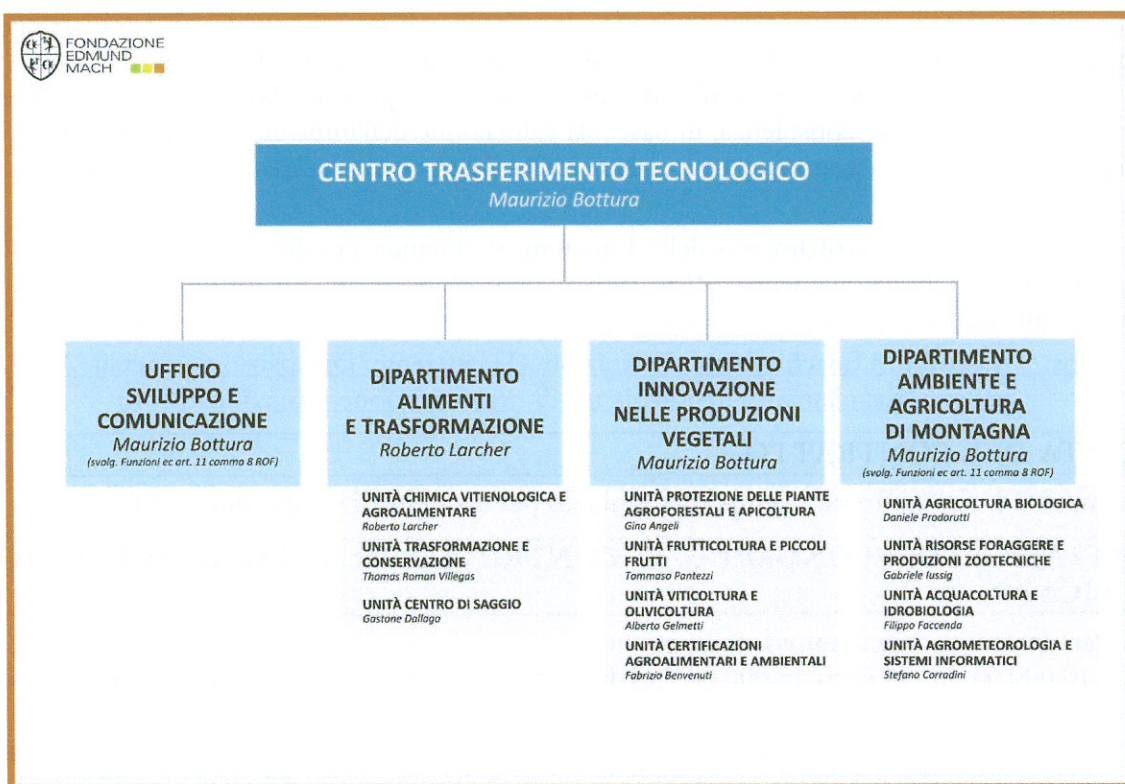 FONDAZIONE
EDMUND
MACH
CENTRO TRASFERIMENTO TECNOLOGICO
Maurizio Bottura
UFFICIO
SVILUPPO E
COMUNICAZIONE
Maurizio Bottura
(svolg. Funzioni ec art. 11 comma 8 ROF)
DIPARTIMENTO
ALIMENTI
E TRASFORMAZIONE
Roberto Larcher
UNITÀ CHIMICA VITIENOLOGICA E
AGROALIMENTARE
Roberto Larcher
UNITÀ TRASFORMAZIONE E
CONSERVAZIONE
Thomas Roman Villegas
UNITÀ CENTRO DI SAGGIO
Gastone Dallago
DIPARTIMENTO
INNOVAZIONE
NELLE PRODUZIONI
VEGETALI
Maurizio Bottura
UNITÀ PROTEZIONE DELLE PIANTE
AGROFORESTALI E APICOLTURA
Gino Angeli
UNITÀ FRUTTICOLTURA E PICCOLI
FRUTTI
Tommaso Pantezzi
UNITÀ VITICOLTURA E
OLIVICOLTURA
Alberto Gelmetti
UNITÀ CERTIFICAZIONI
AGROALIMENTARI E AMBIENTALI
Fabrizio Benvenuti
DIPARTIMENTO
AMBIENTE E
AGRICOLTURA
DI MONTAGNA
Maurizio Bottura
(svolg. Funzioni ec art. 11 comma 8 ROF)
UNITÀ AGRICOLTURA BIOLOGICA
Daniele Prodorutti
UNITÀ RISORSE FORAGGERE E
PRODUZIONI ZOOTECNICHE
Gabriele Iussig
UNITÀ ACQUACOLTURA E
IDROBIOLOGIA
Filippo Faccenda
UNITÀ AGROMETEOROLOGIA E
SISTEMI INFORMATICI
Stefano Corradini